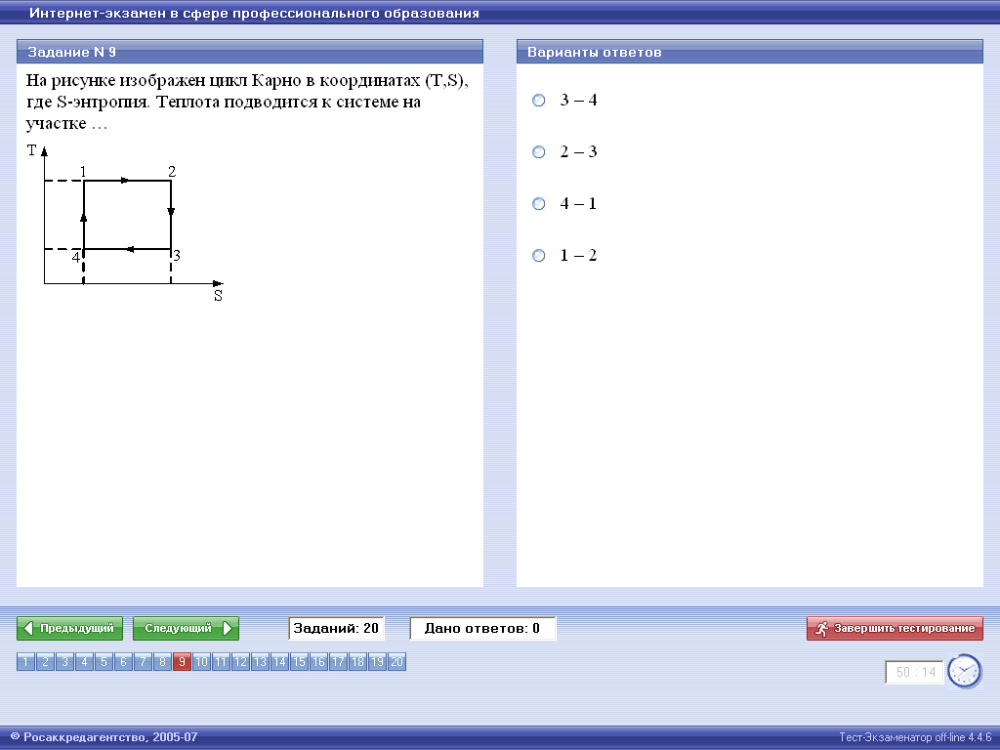 Интернет-экзамен в сфере профессионального образования
Задание N 9
На рисунке изображен цикл Карно в координатах (T,S),
где S-энтропия. Теплота подводится к системе на
участке …
T
1
2
4
3
S
Варианты ответов
3 – 4
2 – 3
4 – 1
1 – 2
Предыдущий
Следующий
Заданий: 20
Дано ответов: 0
Завершить тестирование
1 2 3 4 5 6 7 8 9 10 11 12 13 14 15 16 17 18 19 20
50 : 14
© Росаккредагентство, 2005-07
Тест-Экзаменатор off-line 4.4.6